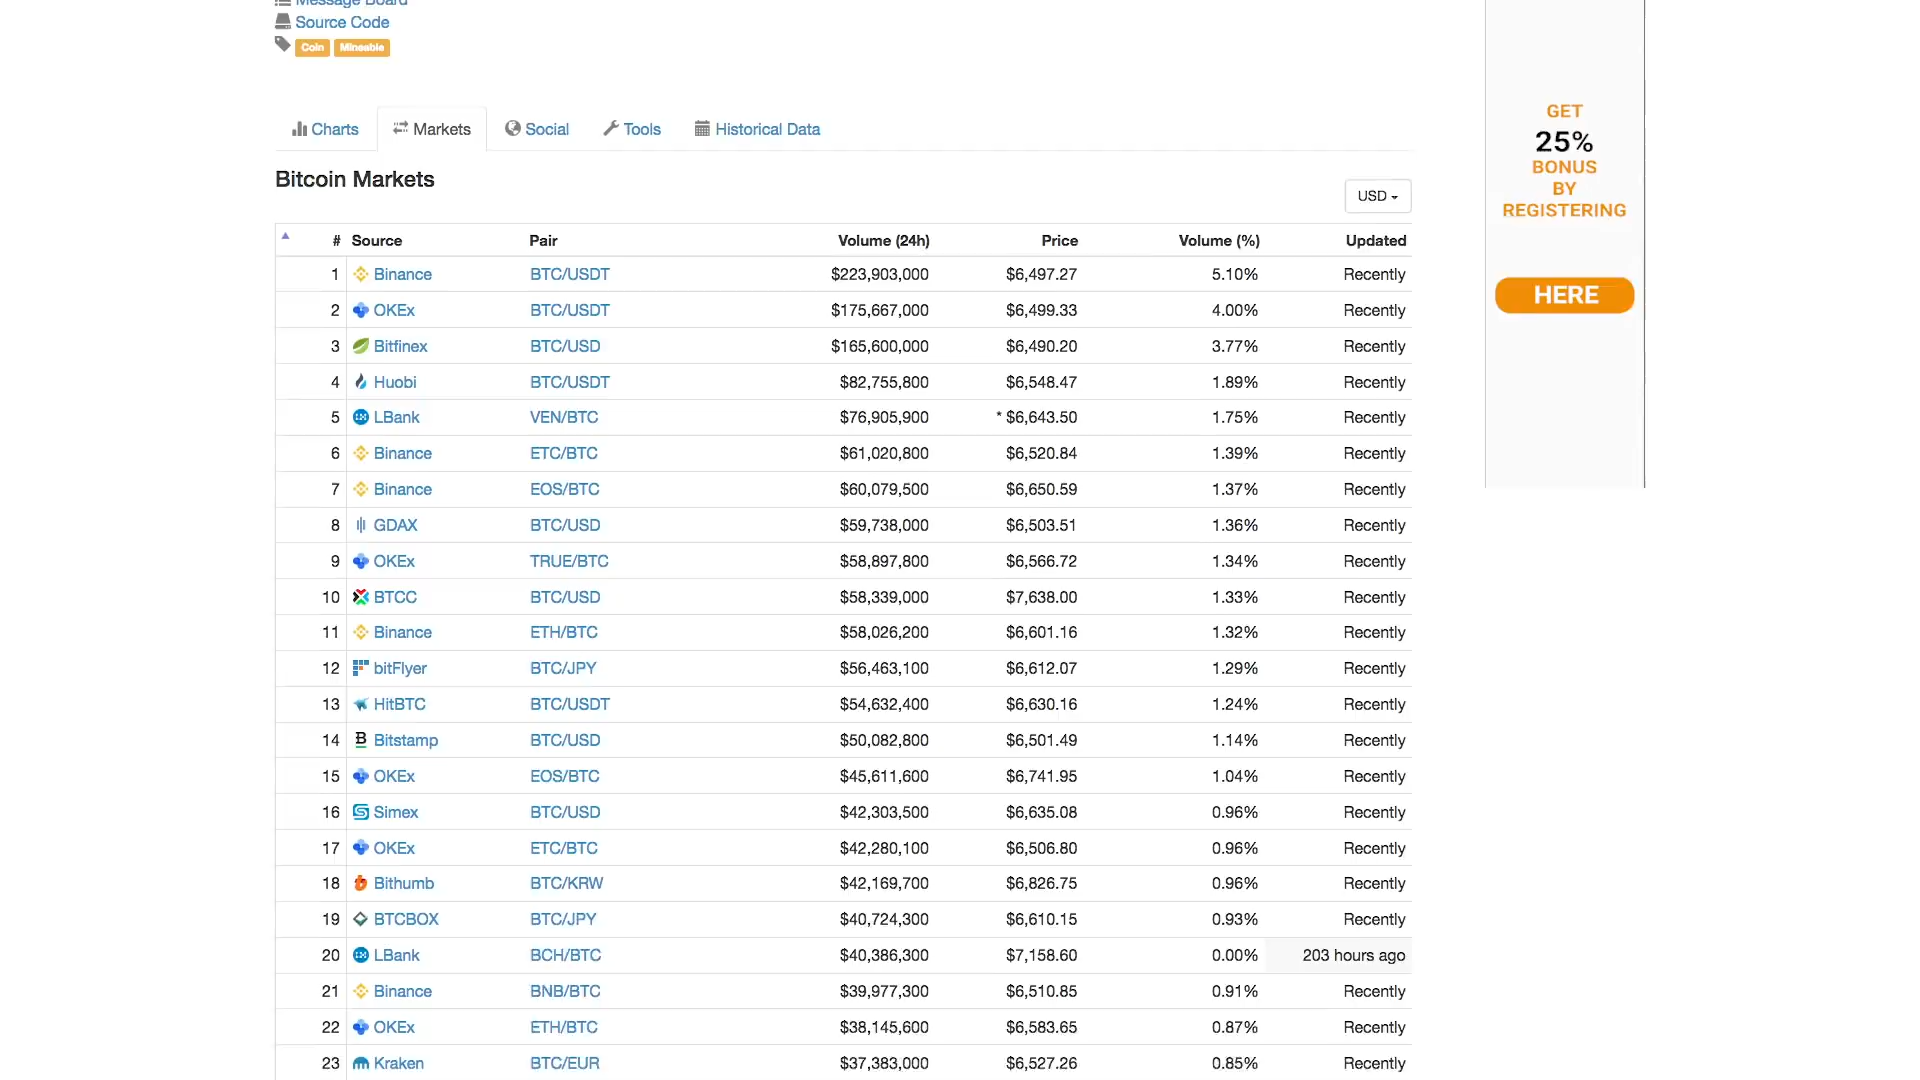 Message Board
Source Code
Coin Mineable
Charts Markets Social Tools Historical Data
Bitcoin Markets
USD
# Source Pair Volume (24h) Price Volume (%) Updated
1 Binance BTC/USDT $223,903,000 $6,497.27 5.10% Recently
2 OKEx BTC/USDT $175,667,000 $6,499.33 4.00% Recently
3 Bitfinex BTC/USD $165,600,000 $6,490.20 3.77% Recently
4 Huobi BTC/USDT $82,755,800 $6,548.47 1.89% Recently
5 LBank VEN/BTC $76,905,900 * $6,643.50 1.75% Recently
6 Binance ETC/BTC $61,020,800 $6,520.84 1.39% Recently
7 Binance EOS/BTC $60,079,500 $6,650.59 1.37% Recently
8 GDAX BTC/USD $59,738,000 $6,503.51 1.36% Recently
9 OKEx TRUE/BTC $58,897,800 $6,566.72 1.34% Recently
10 BTCC BTC/USD $58,339,000 $7,638.00 1.33% Recently
11 Binance ETH/BTC $58,026,200 $6,601.16 1.32% Recently
12 bitFlyer BTC/JPY $56,463,100 $6,612.07 1.29% Recently
13 HitBTC BTC/USDT $54,632,400 $6,630.16 1.24% Recently
14 Bitstamp BTC/USD $50,082,800 $6,501.49 1.14% Recently
15 OKEx EOS/BTC $45,611,600 $6,741.95 1.04% Recently
16 Simex BTC/USD $42,303,500 $6,635.08 0.96% Recently
17 OKEx ETC/BTC $42,280,100 $6,506.80 0.96% Recently
18 Bithumb BTC/KRW $42,169,700 $6,826.75 0.96% Recently
19 BTCBOX BTC/JPY $40,724,300 $6,610.15 0.93% Recently
20 LBank BCH/BTC $40,386,300 $7,158.60 0.00% 203 hours ago
21 Binance BNB/BTC $39,977,300 $6,510.85 0.91% Recently
22 OKEx ETH/BTC $38,145,600 $6,583.65 0.87% Recently
23 Kraken BTC/EUR $37,383,000 $6,527.26 0.85% Recently
GET
25%
BONUS
BY
REGISTERING
HERE